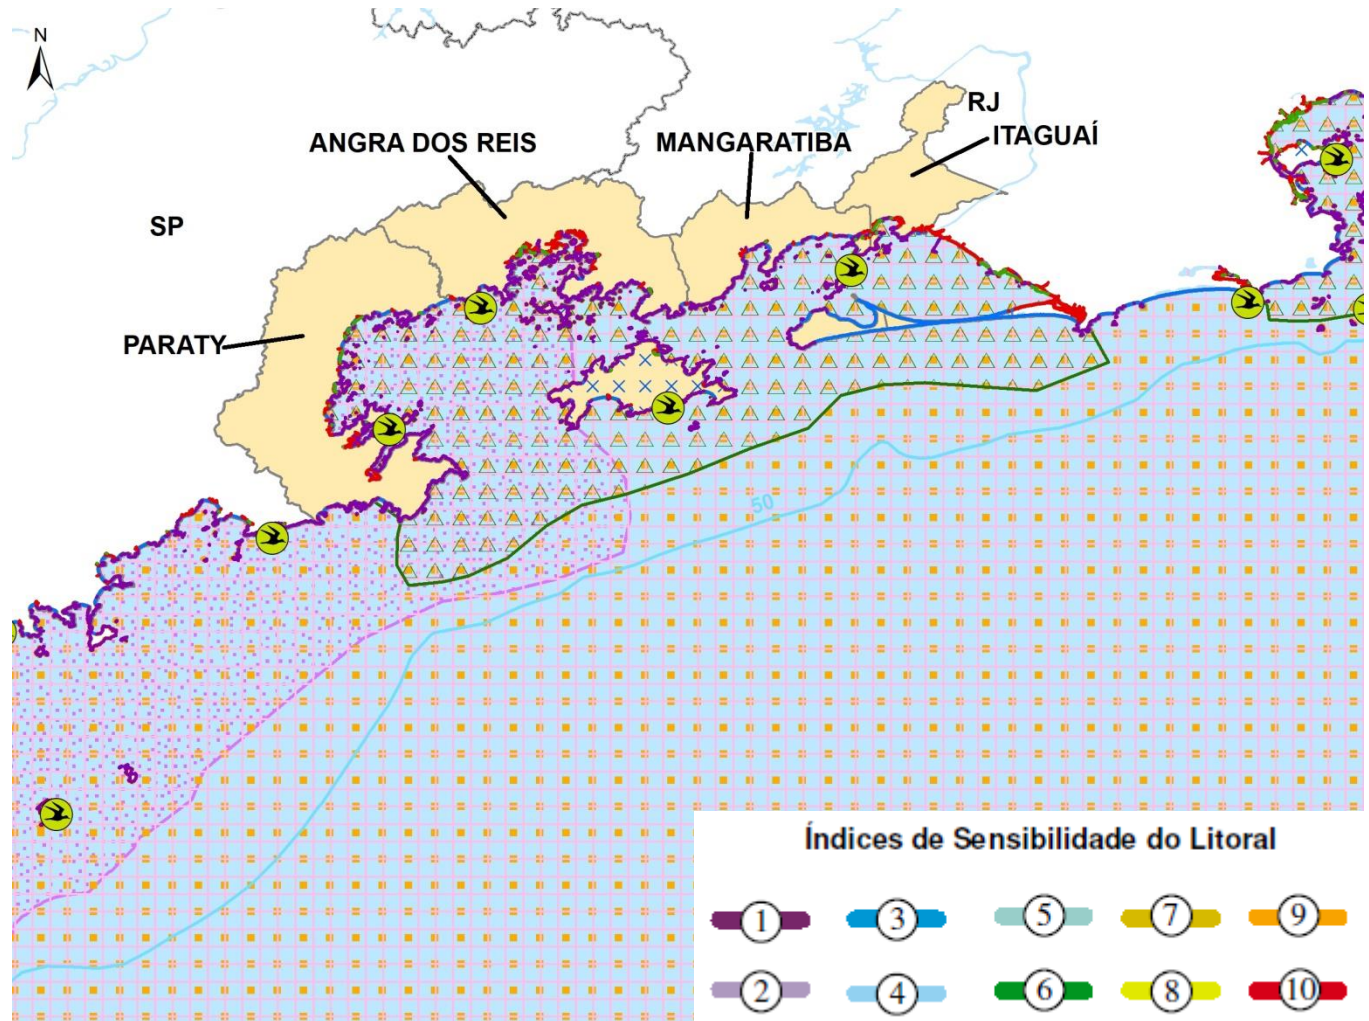 N
RJ
ANGRA DOS REIS
MANGARATIBA
ITAGUAÍ
SP
PARATY
50
Índices de Sensibilidade do Litoral
1 3 5 7 9
2 4 6 8 10